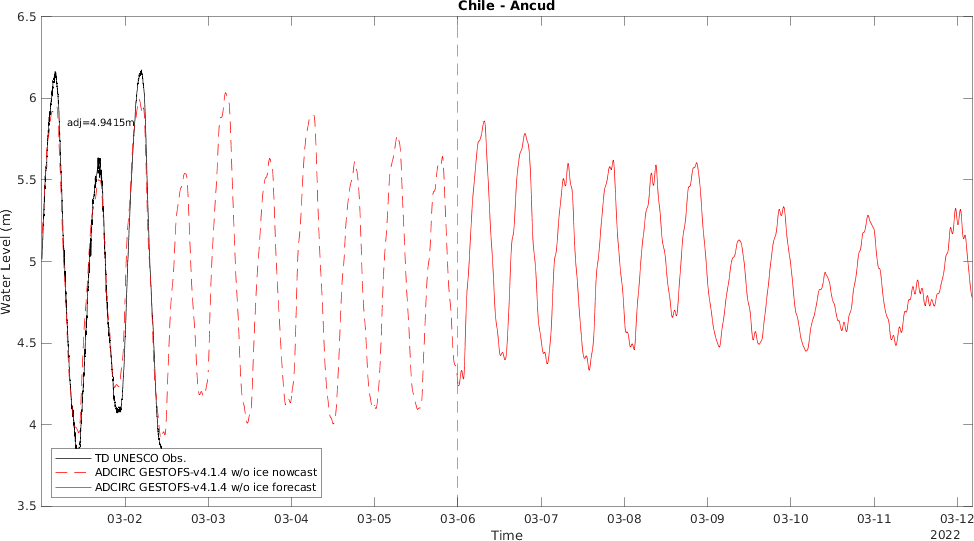 Chile - Ancud
6.5
6
5.5
5
4.5
4
3.5
Water Level (m)
adj=4.9415m
TD UNESCO Obs.
ADCIRC GESTOFS-v4.1.4 w/o ice nowcast
ADCIRC GESTOFS-v4.1.4 w/o ice forecast
03-02 03-03 03-04 03-05 03-06 03-07 03-08 03-09 03-10 03-11 03-12
Time
2022